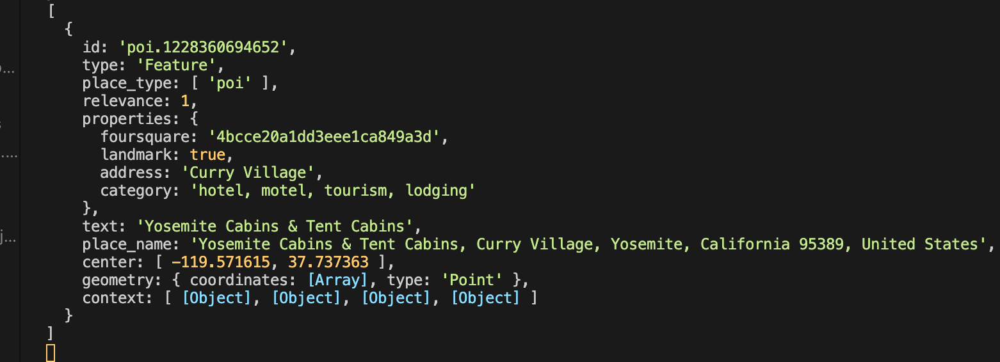 [
  {
    id: 'poi.1228360694652',
    type: 'Feature',
    place_type: [ 'poi' ],
    relevance: 1,
    properties: {
      foursquare: '4bcce20a1dd3eee1ca849a3d',
      landmark: true,
      address: 'Curry Village',
      category: 'hotel, motel, tourism, lodging'
    },
    text: 'Yosemite Cabins & Tent Cabins',
    place_name: 'Yosemite Cabins & Tent Cabins, Curry Village, Yosemite, California 95389, United States',
    center: [ -119.571615, 37.737363 ],
    geometry: { coordinates: [Array], type: 'Point' },
    context: [ [Object], [Object], [Object], [Object] ]
  }
]